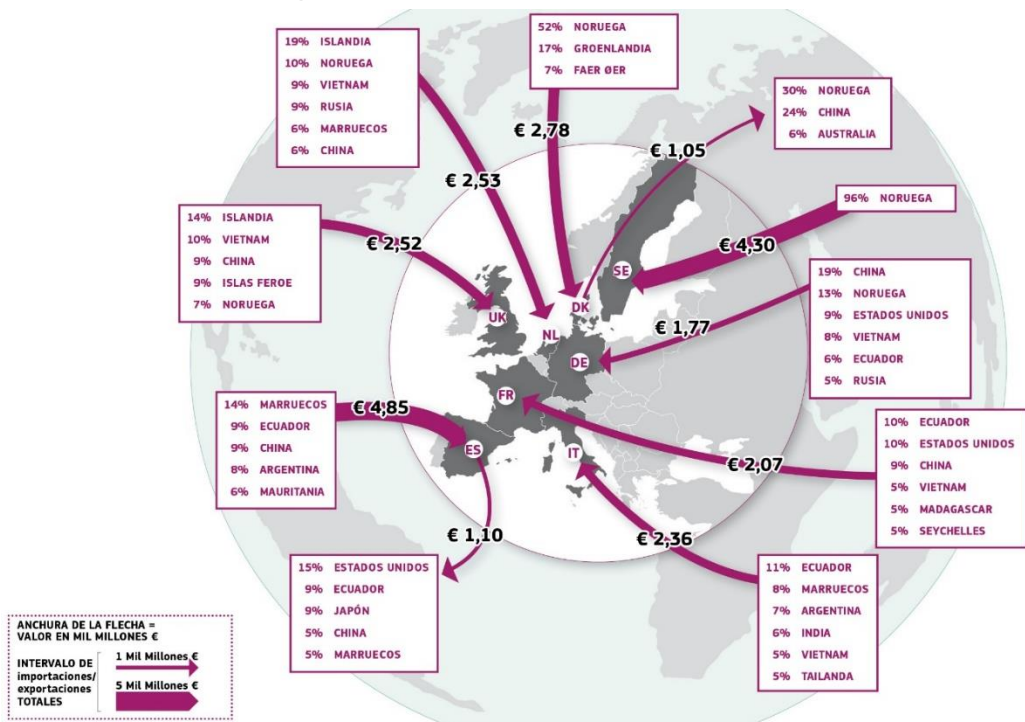 19% ISLANDIA
10% NORUEGA
9% VIETNAM
9% RUSIA
6% MARRUECOS
6% CHINA
€ 2,53
52% NORUEGA
17% GROENLANDIA
7% FAER ØER
€ 2,78
30% NORUEGA
24% CHINA
6% AUSTRALIA
€ 1,05
96% NORUEGA
€ 4,30
14% ISLANDIA
10% VIETNAM
9% CHINA
9% ISLAS FEROE
7% NORUEGA
€ 2,52
19% CHINA
13% NORUEGA
9% ESTADOS UNIDOS
8% VIETNAM
6% ECUADOR
5% RUSIA
€ 1,77
SE
DK
UK
NL
DE
FR
ES
IT
14% MARRUECOS
9% ECUADOR
9% CHINA
8% ARGENTINA
6% MAURITANIA
€ 4,85
10% ECUADOR
10% ESTADOS UNIDOS
9% CHINA
5% VIETNAM
5% MADAGASCAR
5% SEYCHELLES
€ 2,07
€ 1,10
15% ESTADOS UNIDOS
9% ECUADOR
9% JAPÓN
5% CHINA
5% MARRUECOS
€ 2,36
11% ECUADOR
8% MARRUECOS
7% ARGENTINA
6% INDIA
5% VIETNAM
5% TAILANDA
ANCHURA DE LA FLECHA =
VALOR EN MIL MILLONES €
INTERVALO DE
importaciones/
exportaciones
TOTALES
1 Mil Millones €
5 Mil Millones €